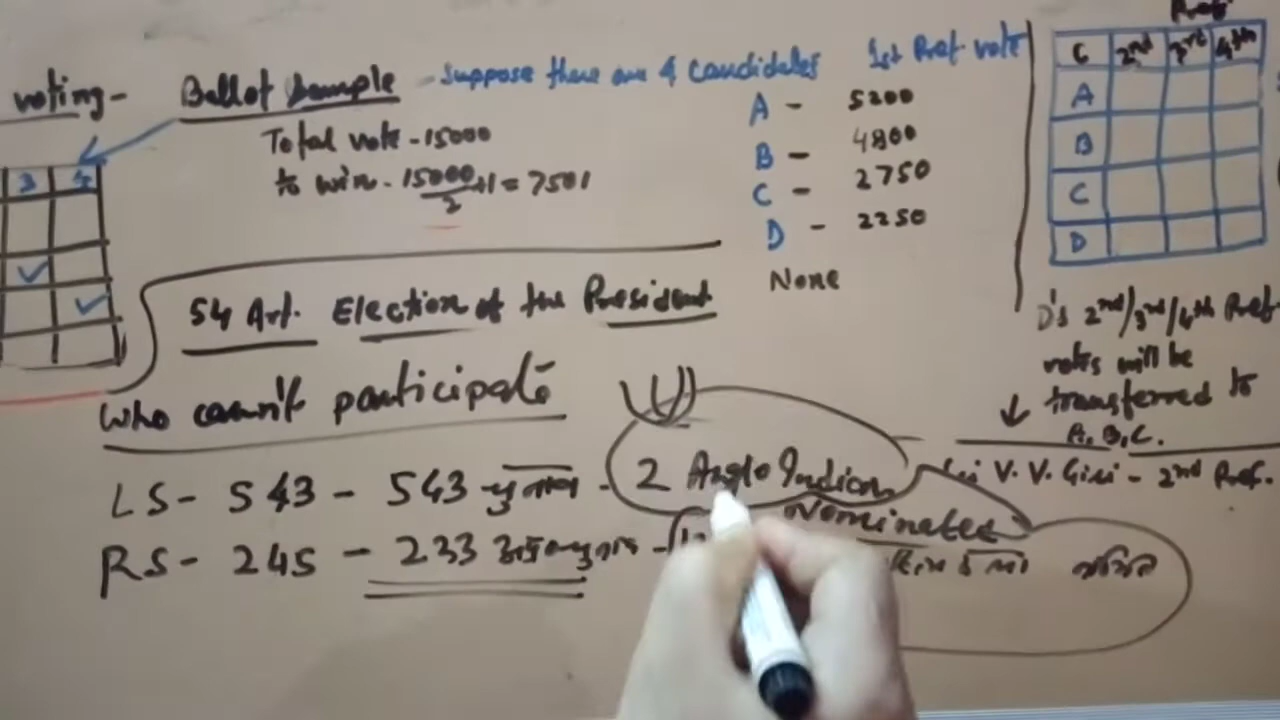 voting-
Ballot Sample
- Suppose there are 4 candidates
1st Pref. vote
Total vote - 15000
to win - 15000/2 +1 = 7501
A - 5200
B - 4800
C - 2750
D - 2250
None
3 4
Pref
C 2nd 3rd 4th
A
B
C
D
D's 2nd/3rd/4th Pref
votes will be
transferred to
A, B, C.
V. V. Giri - 2nd Pref.
54 Art. Election of the President
Who can't participate
LS - 543 - 543 - 2 Anglo Indian
Nominated
RS - 245 - 233